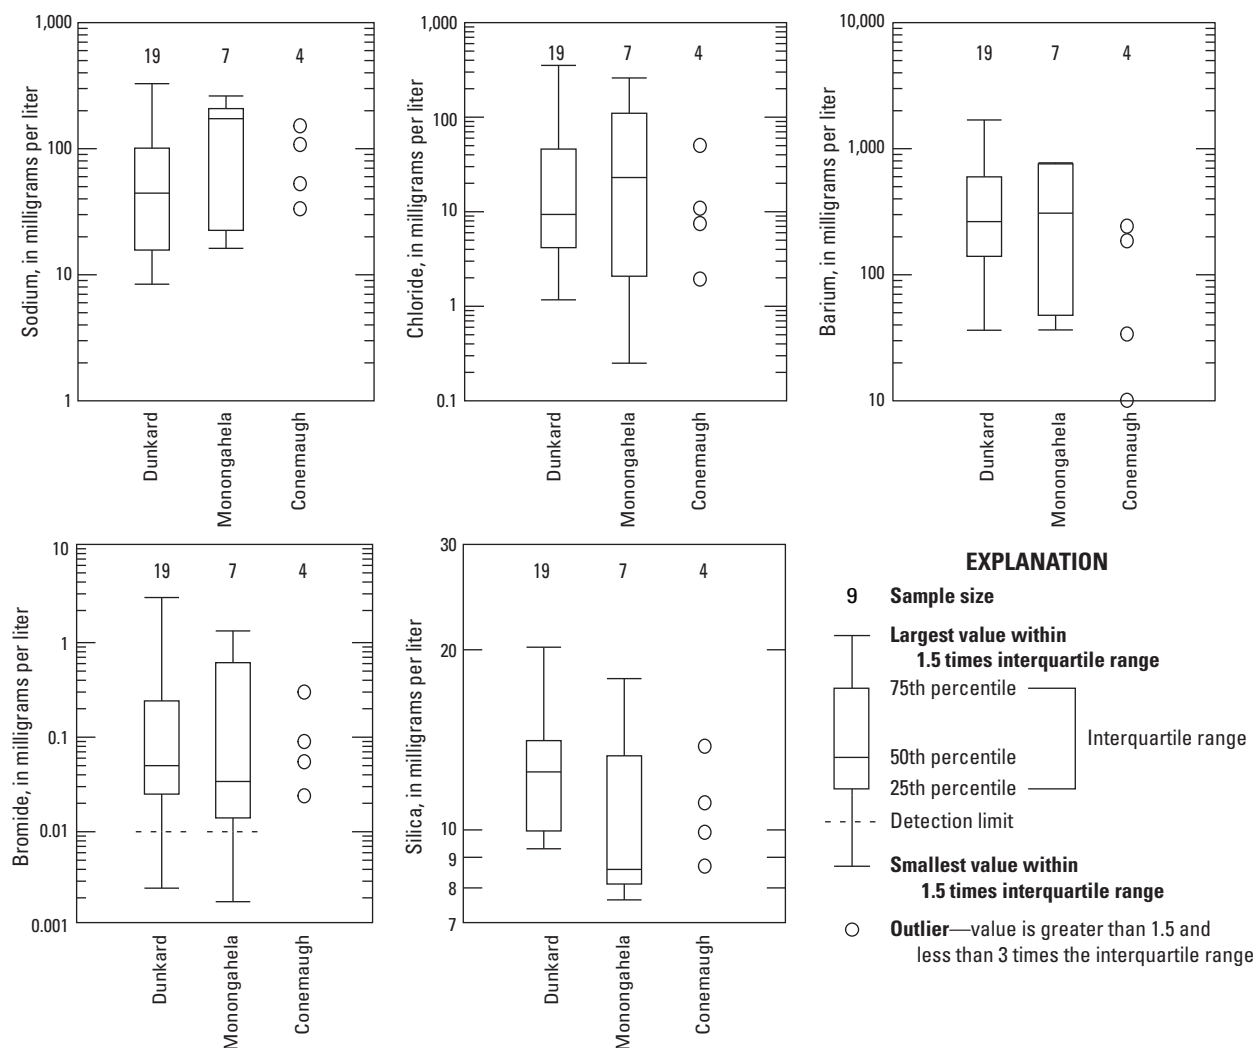 1,000
100
10
1
Sodium, in milligrams per liter
19
7
4
Dunkard
Monongahela
Conemaugh
1,000
100
10
1
0.1
Chloride, in milligrams per liter
19
7
4
Dunkard
Monongahela
Conemaugh
10,000
1,000
100
10
Barium, in milligrams per liter
19
7
4
Dunkard
Monongahela
Conemaugh
10
1
0.1
0.01
0.001
Bromide, in milligrams per liter
19
7
4
Dunkard
Monongahela
Conemaugh
30
20
10
9
8
7
Silica, in milligrams per liter
19
7
4
Dunkard
Monongahela
Conemaugh
EXPLANATION
9 Sample size
Largest value within
1.5 times interquartile range
75th percentile
Interquartile range
50th percentile
25th percentile
Detection limit
Smallest value within
1.5 times interquartile range
Outlier—value is greater than 1.5 and
less than 3 times the interquartile range